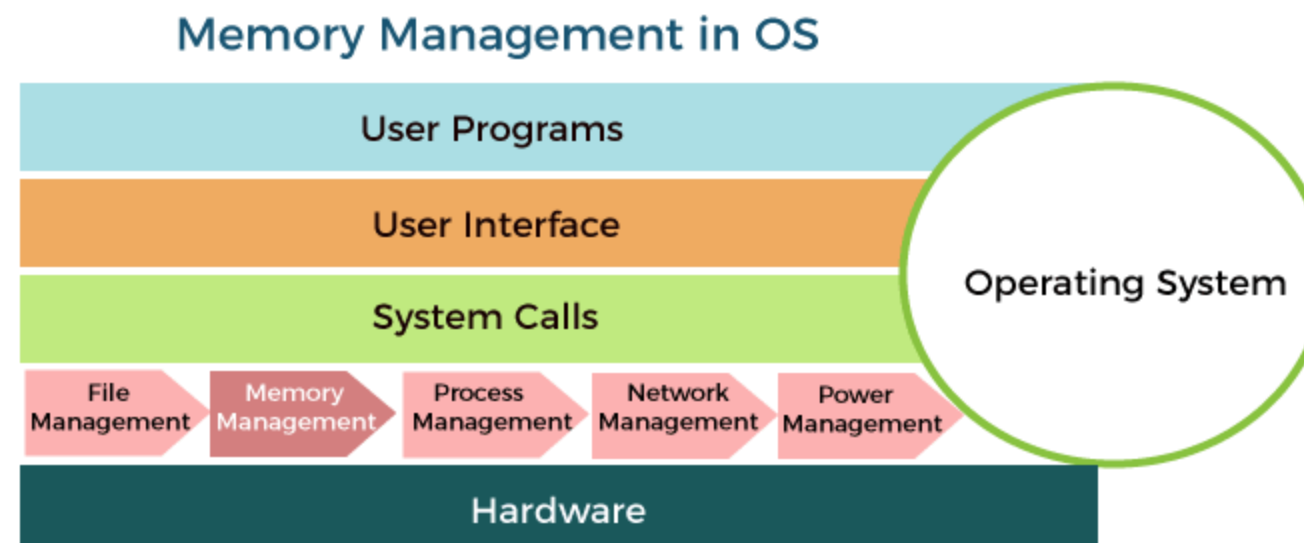 Memory Management in OS
User Programs
User Interface
System Calls
Operating System
File
Management
Memory
Management
Process
Management
Network
Management
Power
Management
Hardware